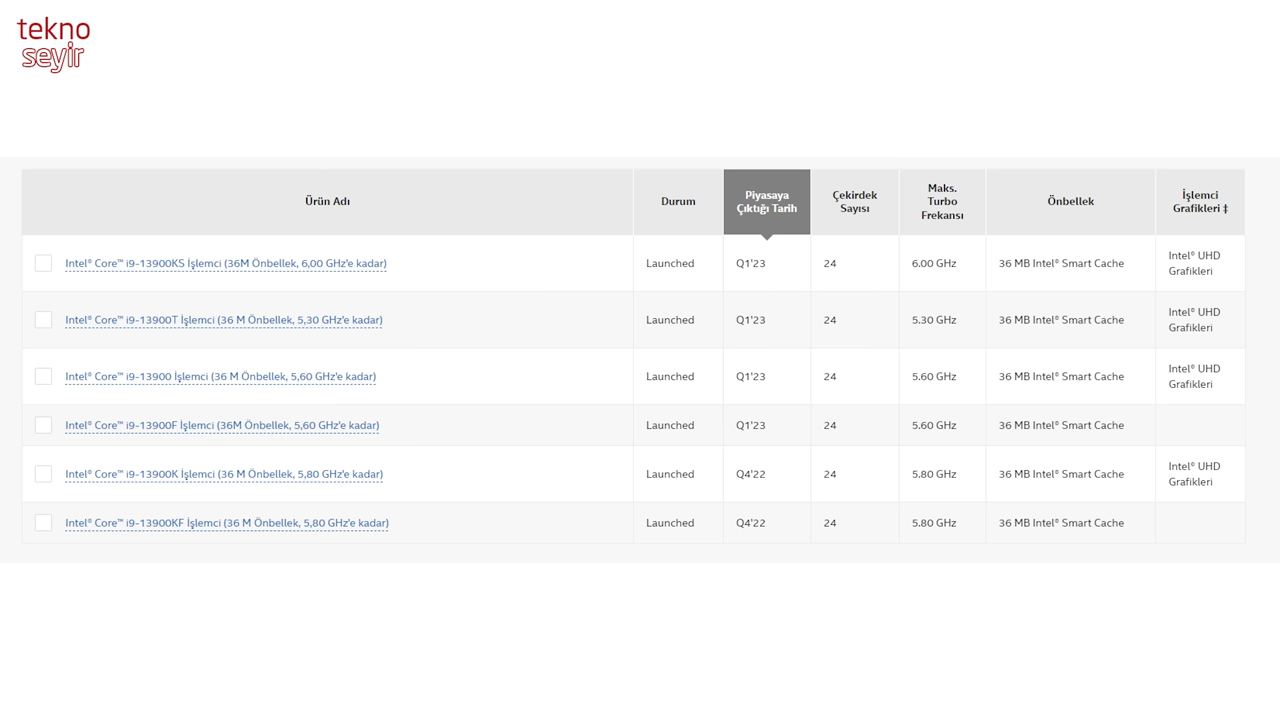 tekno
seyir
Ürün Adı
Durum
Piyasaya
Çıktığı Tarih
Çekirdek
Sayısı
Maks.
Turbo
Frekansı
Önbellek
İşlemci
Grafikleri ‡
Intel® Core™ i9-13900KS İşlemci (36M Önbellek, 6,00 GHz'e kadar)
Launched
Q1'23
24
6.00 GHz
36 MB Intel® Smart Cache
Intel® UHD
Grafikleri
Intel® Core™ i9-13900T İşlemci (36 M Önbellek, 5,30 GHz'e kadar)
Launched
Q1'23
24
5.30 GHz
36 MB Intel® Smart Cache
Intel® UHD
Grafikleri
Intel® Core™ i9-13900 İşlemci (36 M Önbellek, 5,60 GHz'e kadar)
Launched
Q1'23
24
5.60 GHz
36 MB Intel® Smart Cache
Intel® UHD
Grafikleri
Intel® Core™ i9-13900F İşlemci (36M Önbellek, 5,60 GHz'e kadar)
Launched
Q1'23
24
5.60 GHz
36 MB Intel® Smart Cache
Intel® Core™ i9-13900K İşlemci (36 M Önbellek, 5,80 GHz'e kadar)
Launched
Q4'22
24
5.80 GHz
36 MB Intel® Smart Cache
Intel® UHD
Grafikleri
Intel® Core™ i9-13900KF İşlemci (36 M Önbellek, 5,80 GHz'e kadar)
Launched
Q4'22
24
5.80 GHz
36 MB Intel® Smart Cache